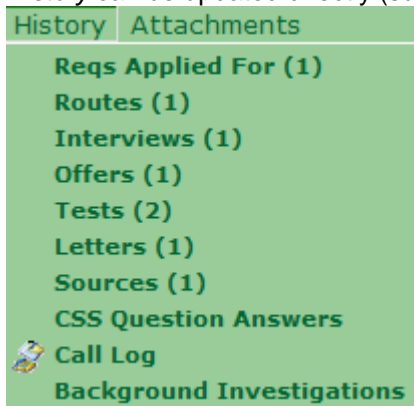 History Attachments
Reqs Applied For (1)
Routes (1)
Interviews (1)
Offers (1)
Tests (2)
Letters (1)
Sources (1)
CSS Question Answers
Call Log
Background Investigations